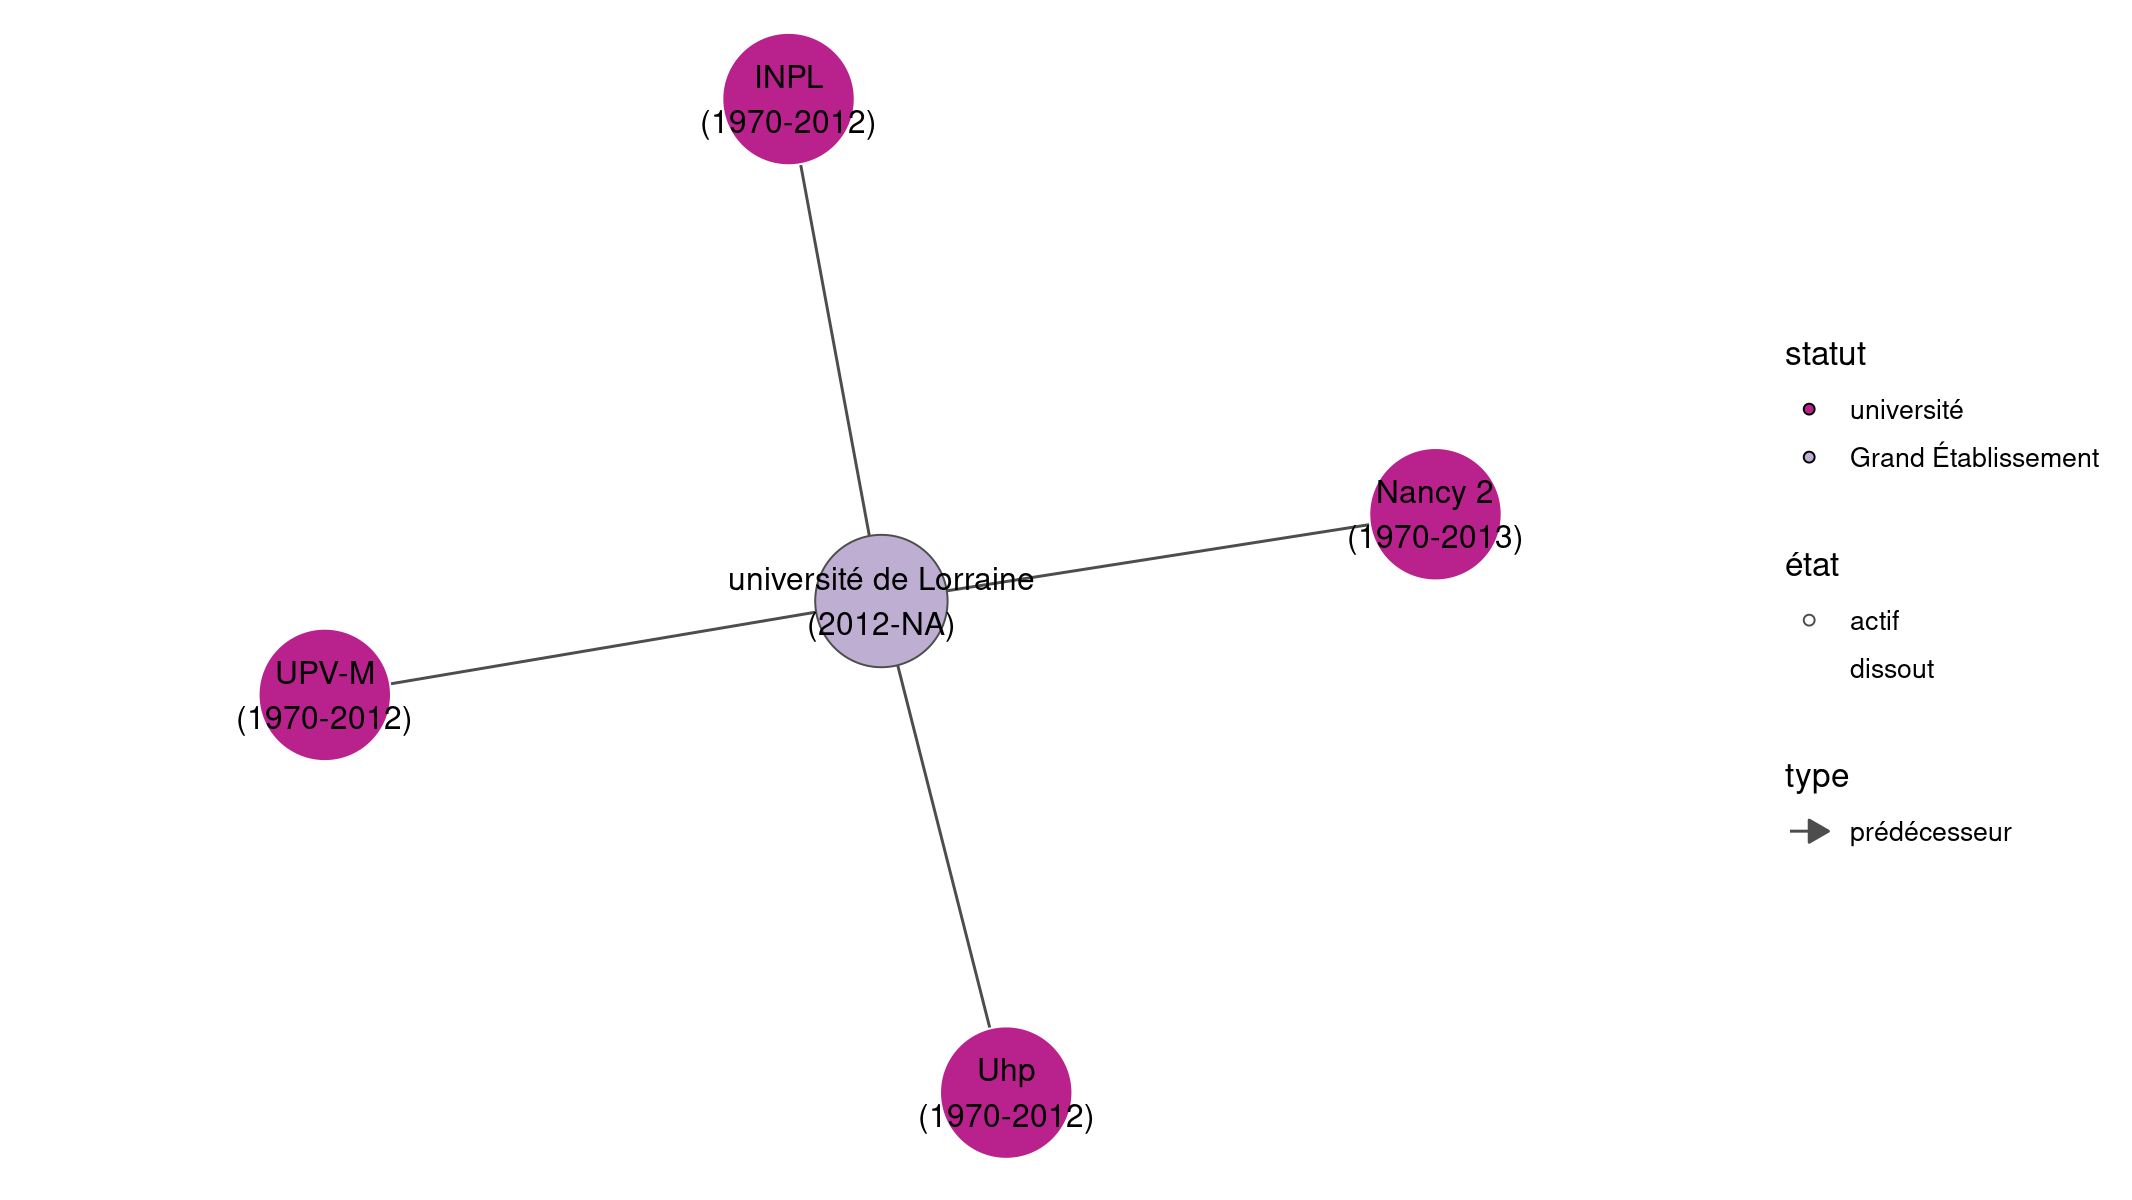 INPL
(1970-2012)
Nancy 2
(1970-2013)
université de Lorraine
(2012-NA)
UPV-M
(1970-2012)
Uhp
(1970-2012)
statut
université
Grand Établissement
état
actif
dissout
type
prédécesseur